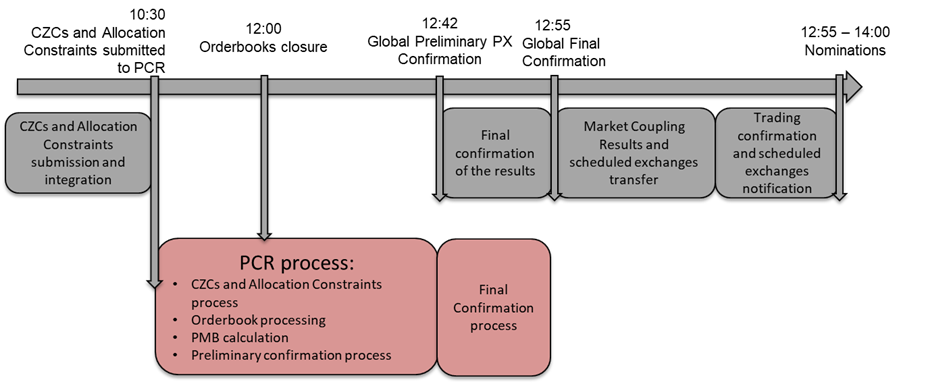 10:30
CZCs and Allocation
Constraints submitted
to PCR
12:00
Orderbooks closure
12:42
Global Preliminary PX
Confirmation
12:55
Global Final
Confirmation
12:55 – 14:00
Nominations
CZCs and Allocation
Constraints
submission and
integration
Final
confirmation
of the results
Market Coupling
Results and
scheduled exchanges
transfer
Trading
confirmation
and scheduled
exchanges
notification
PCR process:
• CZCs and Allocation Constraints
process
• Orderbook processing
• PMB calculation
• Preliminary confirmation process
Final
Confirmation
process